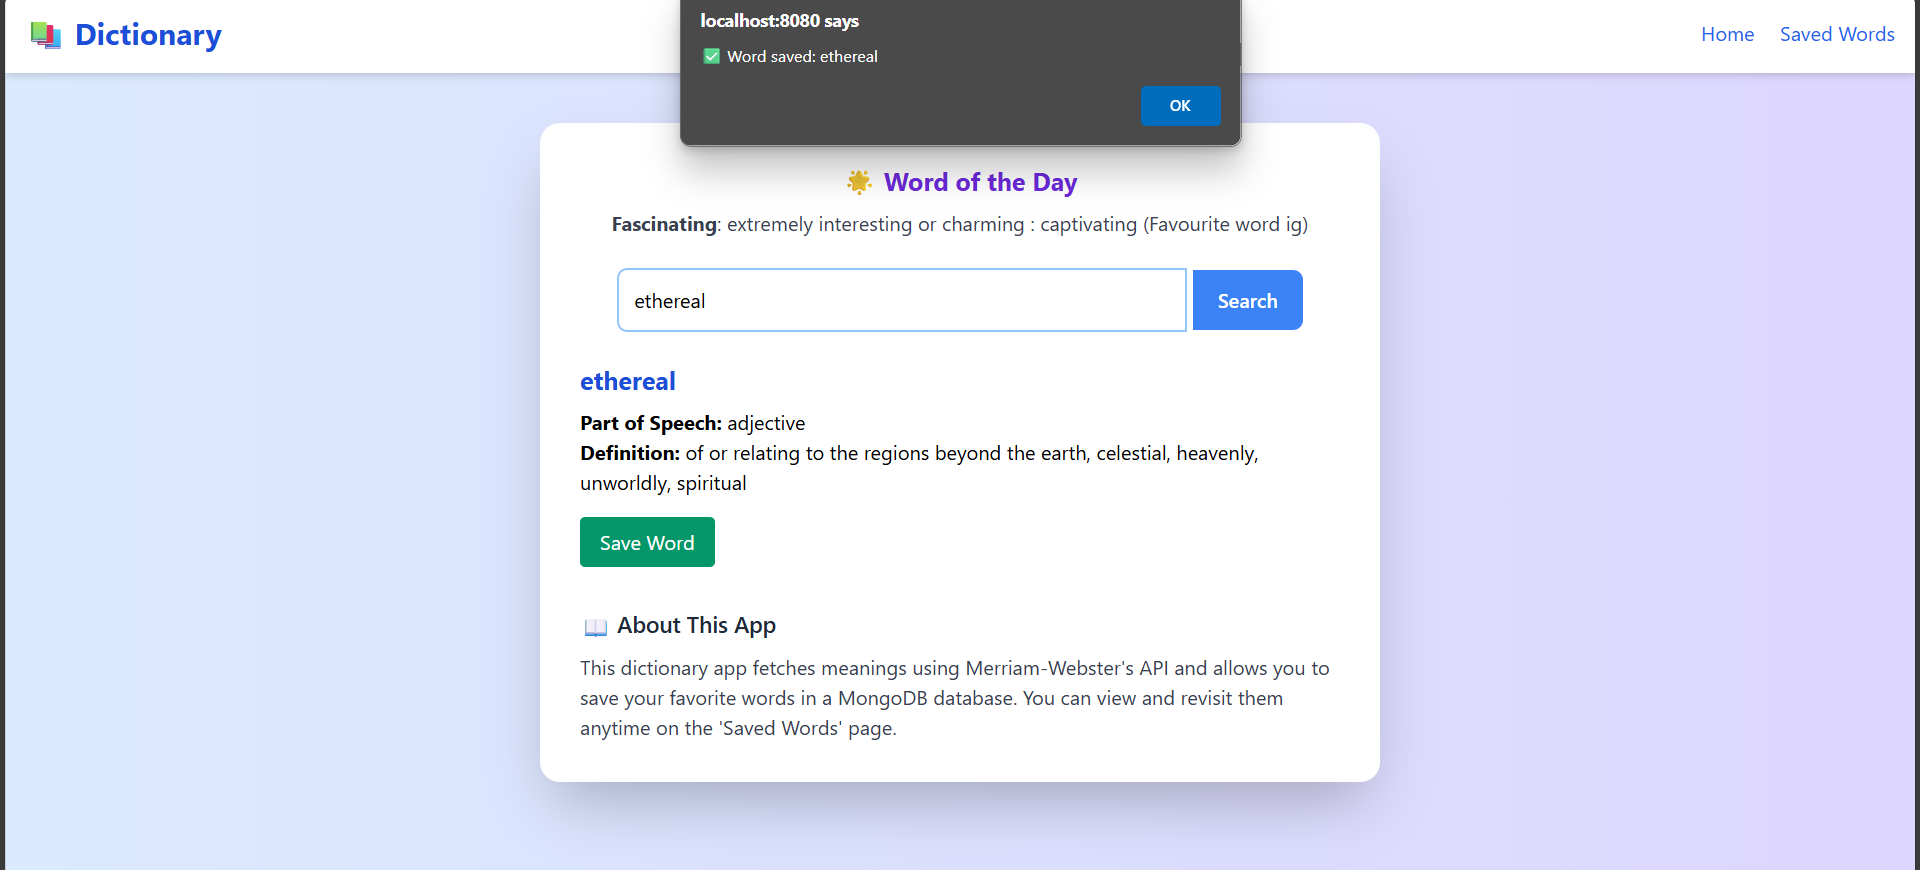 📚 Dictionary
Home
Saved Words
localhost:8080 says
✅ Word saved: ethereal
OK
🌟 Word of the Day
Fascinating: extremely interesting or charming : captivating (Favourite word ig)
ethereal
Search
ethereal
Part of Speech: adjective
Definition: of or relating to the regions beyond the earth, celestial, heavenly,
unworldly, spiritual
Save Word
📖 About This App
This dictionary app fetches meanings using Merriam-Webster's API and allows you to
save your favorite words in a MongoDB database. You can view and revisit them
anytime on the 'Saved Words' page.